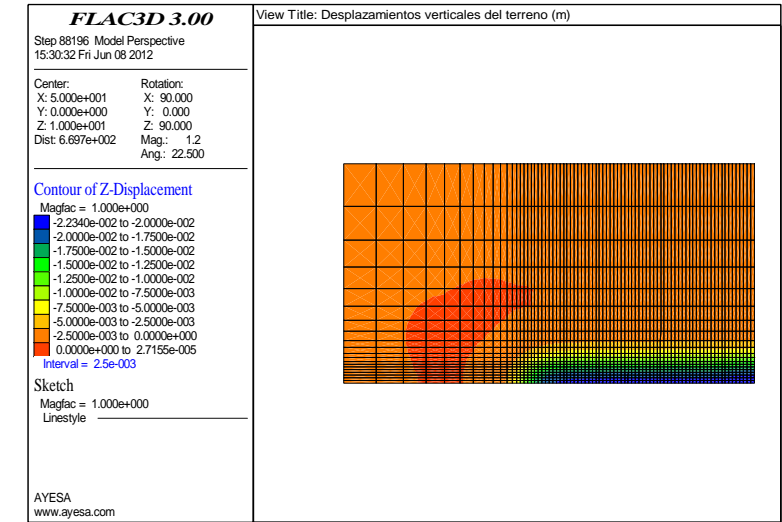 FLAC3D 3.00
View Title: Desplazamientos verticales del terreno (m)
Step 88196 Model Perspective
15:30:32 Fri Jun 08 2012
Center: Rotation:
X: 5.000e+001 X: 90.000
Y: 0.000e+000 Y: 0.000
Z: 1.000e+001 Z: 90.000
Dist: 6.697e+002 Mag.: 1.2
Ang.: 22.500
Contour of Z-Displacement
Magfac = 1.000e+000
-2.2340e-002 to -2.0000e-002
-2.0000e-002 to -1.7500e-002
-1.7500e-002 to -1.5000e-002
-1.5000e-002 to -1.2500e-002
-1.2500e-002 to -1.0000e-002
-1.0000e-002 to -7.5000e-003
-7.5000e-003 to -5.0000e-003
-5.0000e-003 to -2.5000e-003
-2.5000e-003 to 0.0000e+000
0.0000e+000 to 2.7155e-005
Interval = 2.5e-003
Sketch
Magfac = 1.000e+000
Linestyle
AYESA
www.ayesa.com